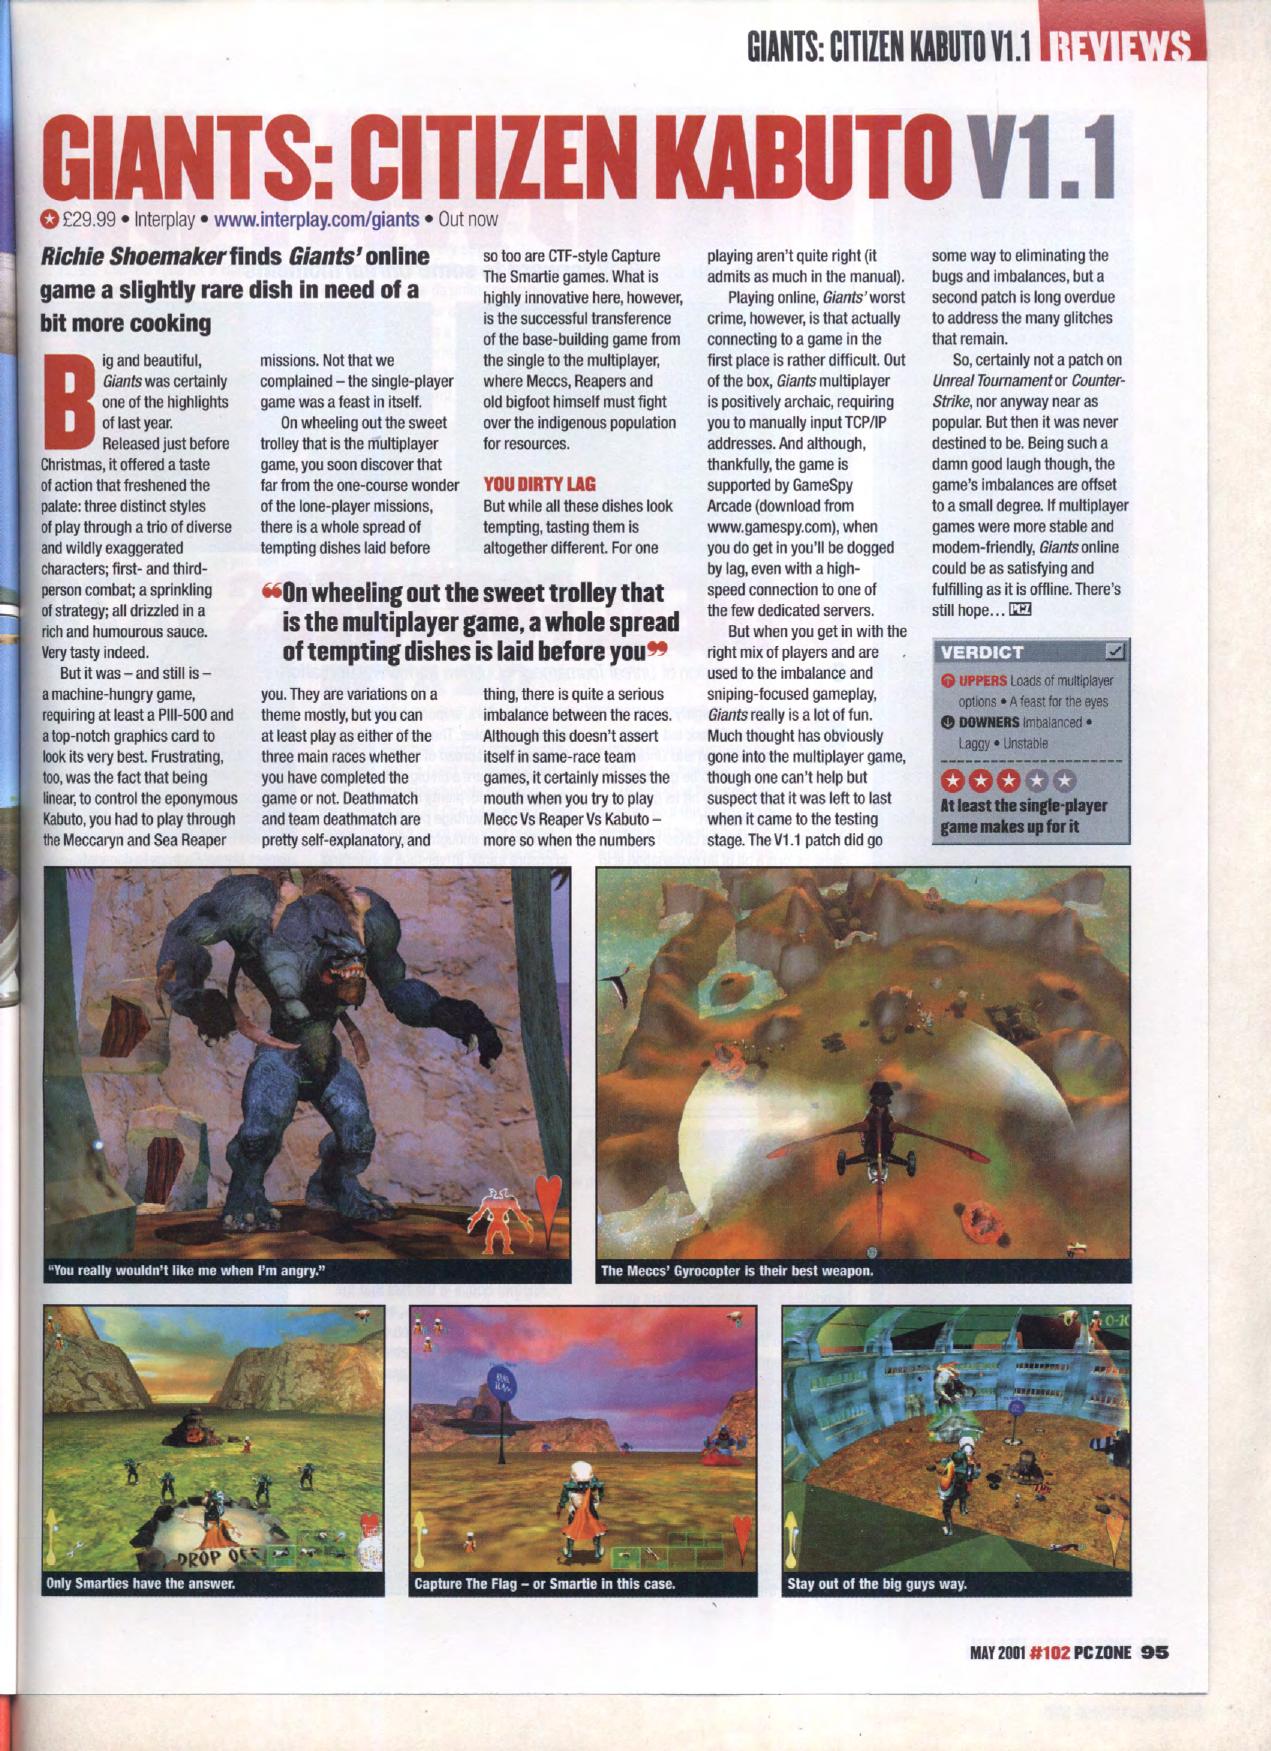 GIANTS: CITIZEN KABUTO V1.1 REVIEWS
GIANTS: CITIZEN KABUTO V1.1
£29.99 • Interplay • www.interplay.com/giants • Out now
Richie Shoemaker finds Giants' online
game a slightly rare dish in need of a
bit more cooking
Big and beautiful,
Giants was certainly
one of the highlights
of last year.
Released just before
Christmas, it offered a taste
of action that freshened the
palate: three distinct styles
of play through a trio of diverse
and wildly exaggerated
characters; first- and third-
person combat; a sprinkling
of strategy; all drizzled in a
rich and humourous sauce.
Very tasty indeed.
But it was – and still is –
a machine-hungry game,
requiring at least a PIII-500 and
a top-notch graphics card to
look its very best. Frustrating,
too, was the fact that being
linear, to control the eponymous
Kabuto, you had to play through
the Meccaryn and Sea Reaper
missions. Not that we
complained – the single-player
game was a feast in itself.
On wheeling out the sweet
trolley that is the multiplayer
game, you soon discover that
far from the one-course wonder
of the lone-player missions,
there is a whole spread of
tempting dishes laid before
“On wheeling out the sweet trolley that
is the multiplayer game, a whole spread
of tempting dishes is laid before you”
you. They are variations on a
theme mostly, but you can
at least play as either of the
three main races whether
you have completed the
game or not. Deathmatch
and team deathmatch are
pretty self-explanatory, and
so too are CTF-style Capture
The Smartie games. What is
highly innovative here, however,
is the successful transference
of the base-building game from
the single to the multiplayer,
where Meccs, Reapers and
old bigfoot himself must fight
over the indigenous population
for resources.
YOU DIRTY LAG
But while all these dishes look
tempting, tasting them is
altogether different. For one
thing, there is quite a serious
imbalance between the races.
Although this doesn't assert
itself in same-race team
games, it certainly misses the
mouth when you try to play
Mecc Vs Reaper Vs Kabuto –
more so when the numbers
playing aren't quite right (it
admits as much in the manual).
Playing online, Giants' worst
crime, however, is that actually
connecting to a game in the
first place is rather difficult. Out
of the box, Giants multiplayer
is positively archaic, requiring
you to manually input TCP/IP
addresses. And although,
thankfully, the game is
supported by GameSpy
Arcade (download from
www.gamespy.com), when
you do get in you'll be dogged
by lag, even with a high-
speed connection to one of
the few dedicated servers.
But when you get in with the
right mix of players and are
used to the imbalance and
sniping-focused gameplay,
Giants really is a lot of fun.
Much thought has obviously
gone into the multiplayer game,
though one can't help but
suspect that it was left to last
when it came to the testing
stage. The V1.1 patch did go
some way to eliminating the
bugs and imbalances, but a
second patch is long overdue
to address the many glitches
that remain.
So, certainly not a patch on
Unreal Tournament or Counter-
Strike, nor anyway near as
popular. But then it was never
destined to be. Being such a
damn good laugh though, the
game's imbalances are offset
to a small degree. If multiplayer
games were more stable and
modem-friendly, Giants online
could be as satisfying and
fulfilling as it is offline. There's
still hope... PCZ
VERDICT
UPPERS Loads of multiplayer
options • A feast for the eyes
DOWNERS Imbalanced •
Laggy • Unstable
At least the single-player
game makes up for it
"You really wouldn't like me when I'm angry."
The Meccs' Gyrocopter is their best weapon.
DROP OFF
Only Smarties have the answer.
Capture The Flag – or Smartie in this case.
Stay out of the big guys way.
MAY 2001 #102 PC ZONE 95